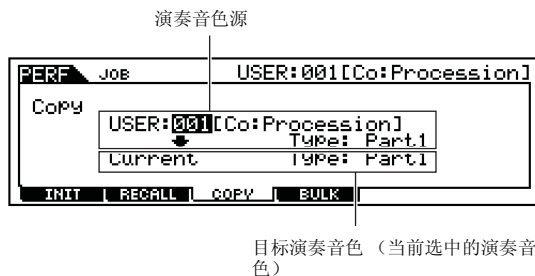 演奏音色源
PERF JOB USER:001[Co:Procession]
Copy
USER:001[Co:Procession]
Type: Part1
Current Type: Part1
INIT RECALL COPY BULK
目标演奏音色 （当前选中的演奏音
色）